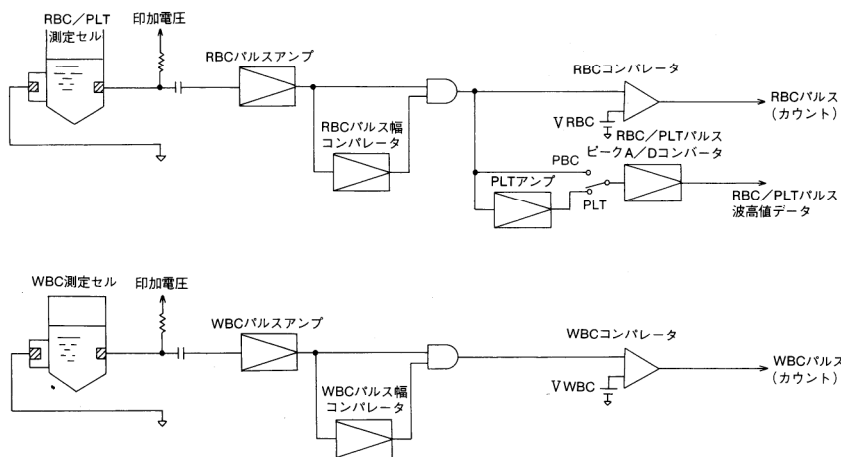 RBC／PLT
測定セル
印加電圧
RBCパルスアンプ
RBCパルス幅
コンパレータ
RBCコンパレータ
V RBC
RBCパルス
(カウント)
RBC／PLTパルス
ピークA／Dコンバータ
PBC
PLTアンプ
PLT
RBC／PLTパルス
波高値データ
WBC測定セル
印加電圧
WBCパルスアンプ
WBCパルス幅
コンパレータ
WBCコンパレータ
V WBC
WBCパルス
(カウント)